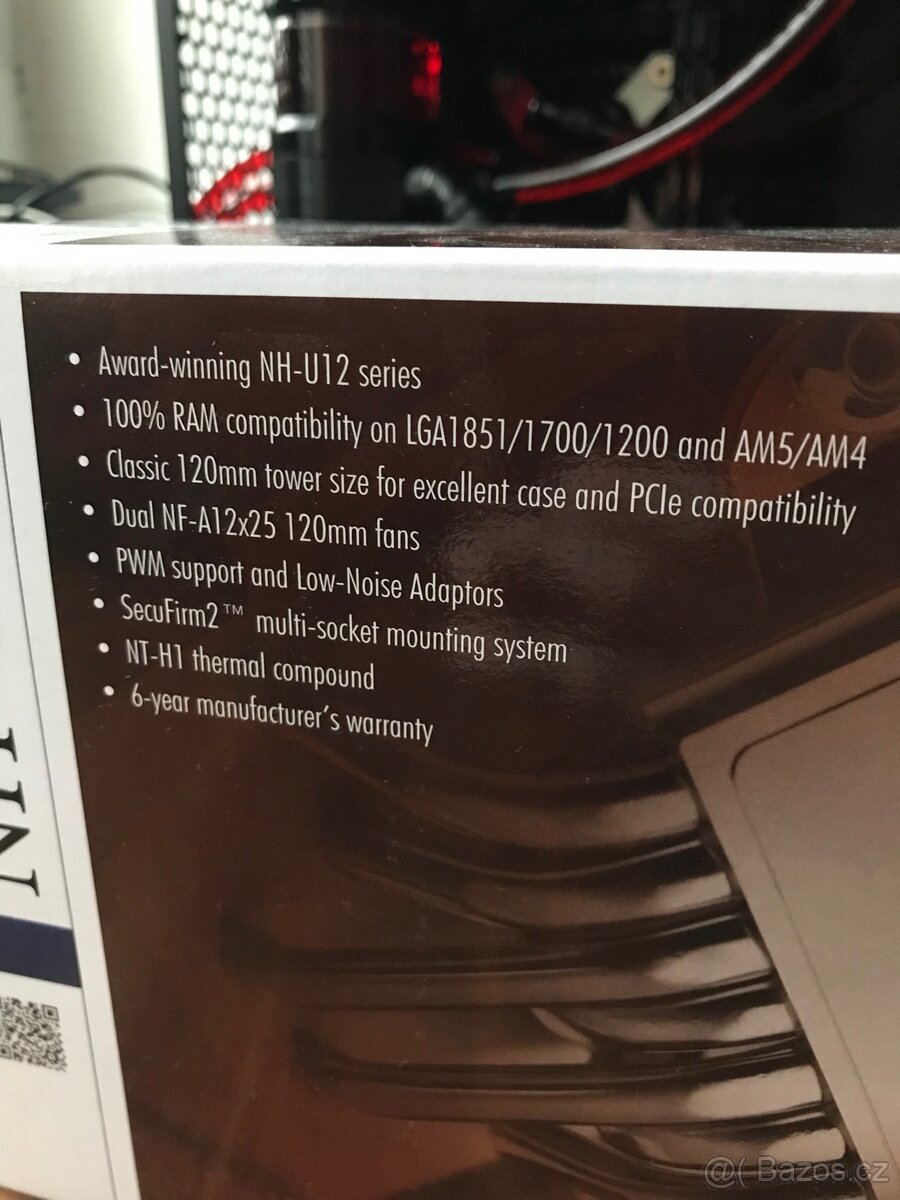 • Award-winning NH-U12 series
• 100% RAM compatibility on LGA1851/1700/1200 and AM5/AM4
• Classic 120mm tower size for excellent case and PCIe compatibility
• Dual NF-A12x25 120mm fans
• PWM support and Low-Noise Adaptors
• SecuFirm2™ multi-socket mounting system
• NT-H1 thermal compound
• 6-year manufacturer's warranty
@( Bazos.cz